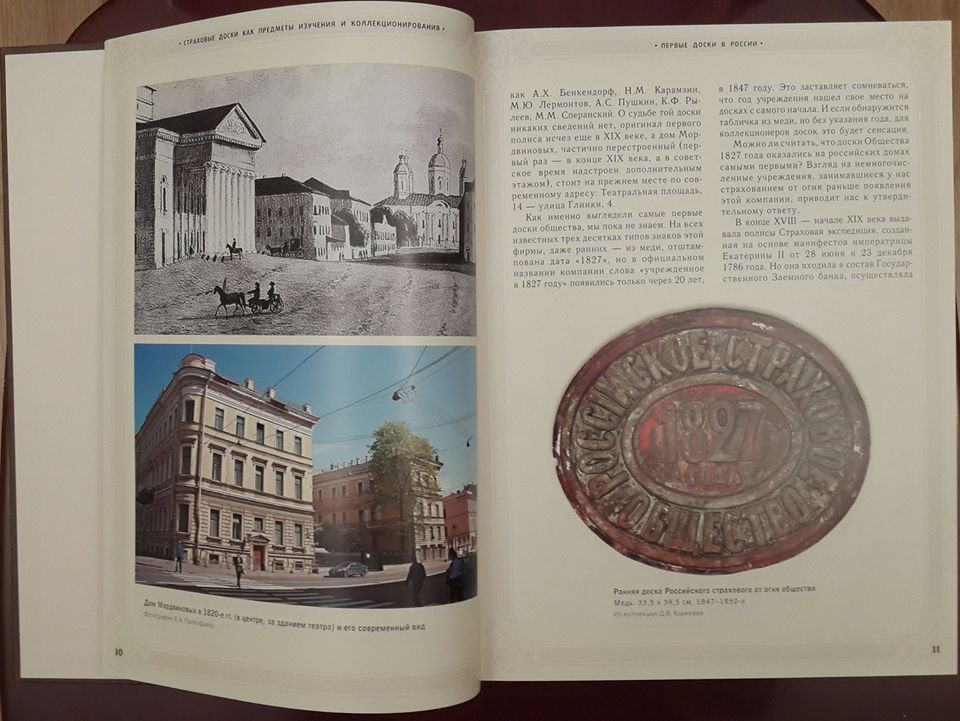 • СТРАХОВЫЕ ДОСКИ КАК ПРЕДМЕТЫ ИЗУЧЕНИЯ И КОЛЛЕКЦИОНИРОВАНИЯ •
Дом Мордвиновых в 1820-е гг. (в центре, за зданием театра) и его современный вид
Фотография В.А. Прокофьева
10
• ПЕРВЫЕ ДОСКИ В РОССИИ •
как А.Х. Бенкендорф, Н.М. Карамзин,
М.Ю. Лермонтов, А.С. Пушкин, К.Ф. Ры-
леев, М.М. Сперанский. О судьбе той доски
никаких сведений нет, оригинал первого
полиса исчез еще в XIX веке, а дом Мор-
двиновых, частично перестроенный (пер-
вый раз — в конце XIX века, а в совет-
ское время надстроен дополнительным
этажом), стоит на прежнем месте по сов-
ременному адресу: Театральная площадь,
14 — улица Глинки, 4.
Как именно выглядели самые первые
доски общества, мы пока не знаем. На всех
известных трех десятках типов знаков этой
фирмы, даже ранних — из меди, отштам-
пована дата «1827», но в официальном
названии компании слова «учрежденное
в 1827 году» появились только через 20 лет,
в 1847 году. Это заставляет сомневаться,
что год учреждения нашел свое место на
досках с самого начала. И если обнаружится
табличка из меди, но без указания года, для
коллекционеров досок это будет сенсация.
Можно ли считать, что доски Общества
1827 года оказались на российских домах
самыми первыми? Взгляд на немногочис-
ленные учреждения, занимавшиеся у нас
страхованием от огня раньше появления
этой компании, приводит нас к утверди-
тельному ответу.
В конце XVIII — начале XIX века выда-
вала полисы Страховая экспедиция, создан-
ная на основе манифестов императрицы
Екатерины II от 28 июня и 23 декабря
1786 года. Но она входила в состав Государ-
ственного Заемного банка, осуществляла
РОССIЙСКОЕ СТРАХОВОЕ
ОБЩЕСТВО
1827
ГОДА
Ранняя доска Российского страхового от огня общества
Медь. 33,5 х 39,5 см. 1847–1850-е
Из коллекции Д.В. Корнеева
11